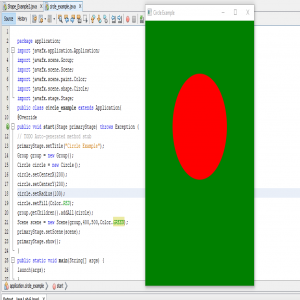 Shape_Example1.java
circle_example.java
Source
History
package application;
import javafx.application.Application;
import javafx.scene.Group;
import javafx.scene.Scene;
import javafx.scene.paint.Color;
import javafx.scene.shape.Circle;
import javafx.stage.Stage;
public class circle_example extends Application{
@Override
public void start(Stage primaryStage) throws Exception {
// TODO Auto-generated method stub
primaryStage.setTitle("Circle Example");
Group group = new Group();
Circle circle = new Circle();
circle.setCenterX(200);
circle.setCenterY(200);
circle.setRadius(100);
circle.setFill(Color.RED);
group.getChildren().addAll(circle);
Scene scene = new Scene(group,400,500,Color.GREEN);
primaryStage.setScene(scene);
primaryStage.show();
}
public static void main(String[] args) {
launch(args);
application.circle_example
start
Circle Example